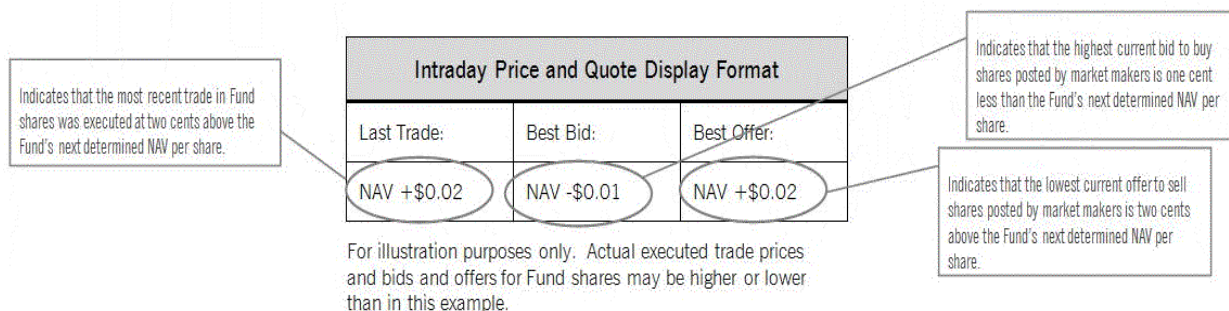 Intraday Price and Quote Display Format
Indicates that the most recent trade in Fund
shares was executed at two cents above the
Fund's next determined NAV per share.
Last Trade:
Best Bid:
Best Offer:
NAV +$0.02
NAV -$0.01
NAV +$0.02
Indicates that the highest current bid to buy
shares posted by market makers is one cent
less than the Fund's next determined NAV per
share.
Indicates that the lowest current offer to sell
shares posted by market makers is two cents
above the Fund's next determined NAV per
share.
For illustration purposes only. Actual executed trade prices
and bids and offers for Fund shares may be higher or lower
than in this example.